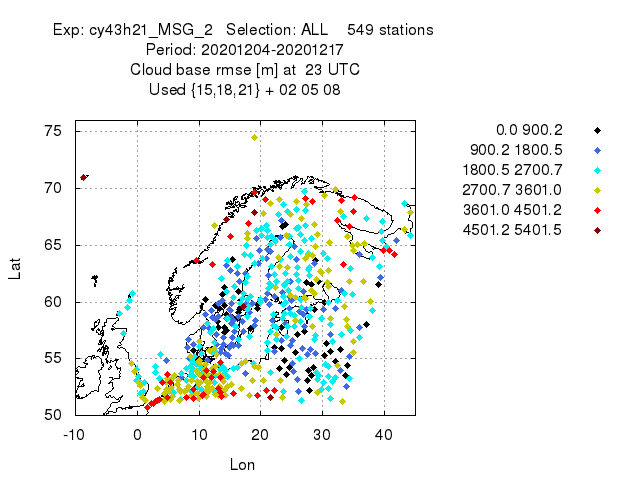 Exp: cy43h21_MSG_2   Selection: ALL    549 stations
Period: 20201204-20201217
Cloud base rmse [m] at  23 UTC
Used {15,18,21} + 02 05 08
0.0 900.2
900.2 1800.5
1800.5 2700.7
2700.7 3601.0
3601.0 4501.2
4501.2 5401.5
75
70
65
60
55
50
Lat
-10 0 10 20 30 40
Lon